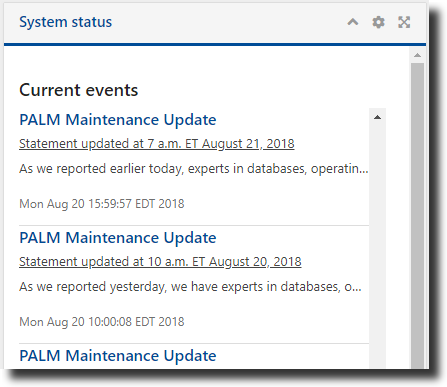 System status
Current events
PALM Maintenance Update
Statement updated at 7 a.m. ET August 21, 2018
As we reported earlier today, experts in databases, operatin...
Mon Aug 20 15:59:57 EDT 2018
PALM Maintenance Update
Statement updated at 10 a.m. ET August 20, 2018
As we reported yesterday, we have experts in databases, o...
Mon Aug 20 10:00:08 EDT 2018
PALM Maintenance Update